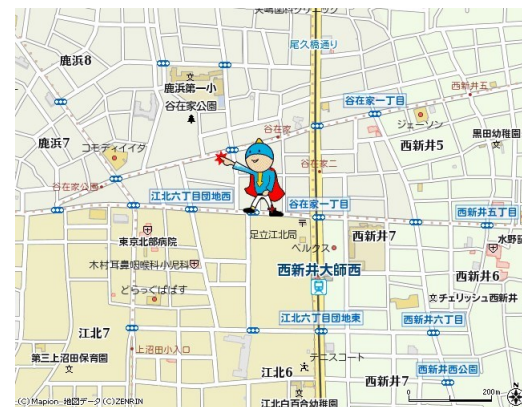 尾久橋通り
鹿浜8
鹿浜第一小
谷在家公園
谷在家一丁目
西新井五
谷在家
ジェーソン
鹿浜7
コモディイイダ
西新井5
黒田幼稚園
谷在家二
谷在家公園
江北六丁目団地西
谷在家一丁目
西新井五丁目
足立江北局
東京北部病院
ベルクス
西新井7
水野
木村耳鼻咽喉科小児科
西新井大師西
西新井6
どらっぐぱぱす
チェリッシュ西新井
江北六丁目団地東
西新井六丁目
江北7
上沼田小入口
第三上沼田保育園
テニスコート
江北6
西新井7
西新井西公園
江北白百合幼稚園
0 200m
(C)Mapion 地図データ(C)ZENRIN